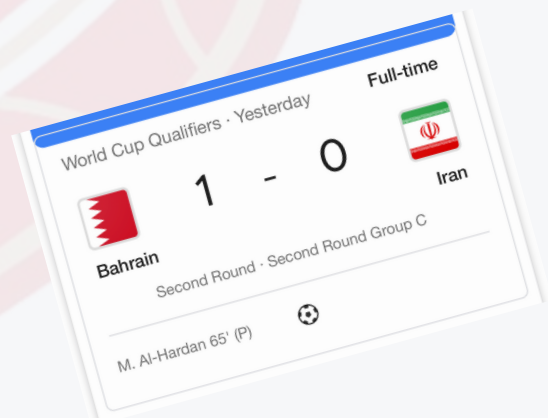 World Cup Qualifiers · Yesterday
Full-time
1 - 0
Bahrain
Iran
Second Round · Second Round Group C
M. Al-Hardan 65' (P)